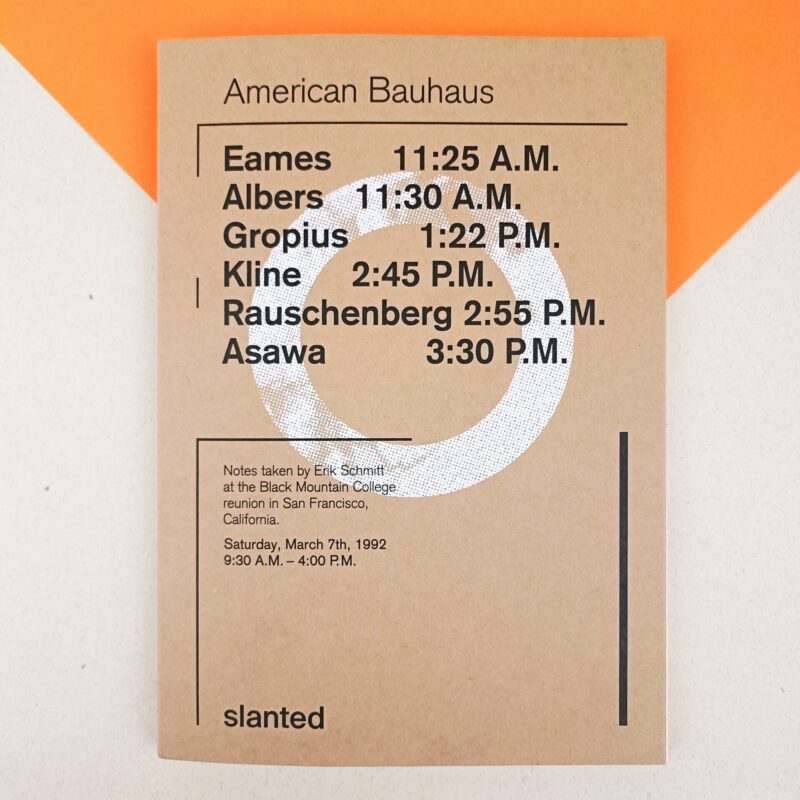 American Bauhaus
Eames 11:25 A.M.
Albers 11:30 A.M.
Gropius 1:22 P.M.
Kline 2:45 P.M.
Rauschenberg 2:55 P.M.
Asawa 3:30 P.M.
Notes taken by Erik Schmitt
at the Black Mountain College
reunion in San Francisco,
California.
Saturday, March 7th, 1992
9:30 A.M. – 4:00 P.M.
slanted